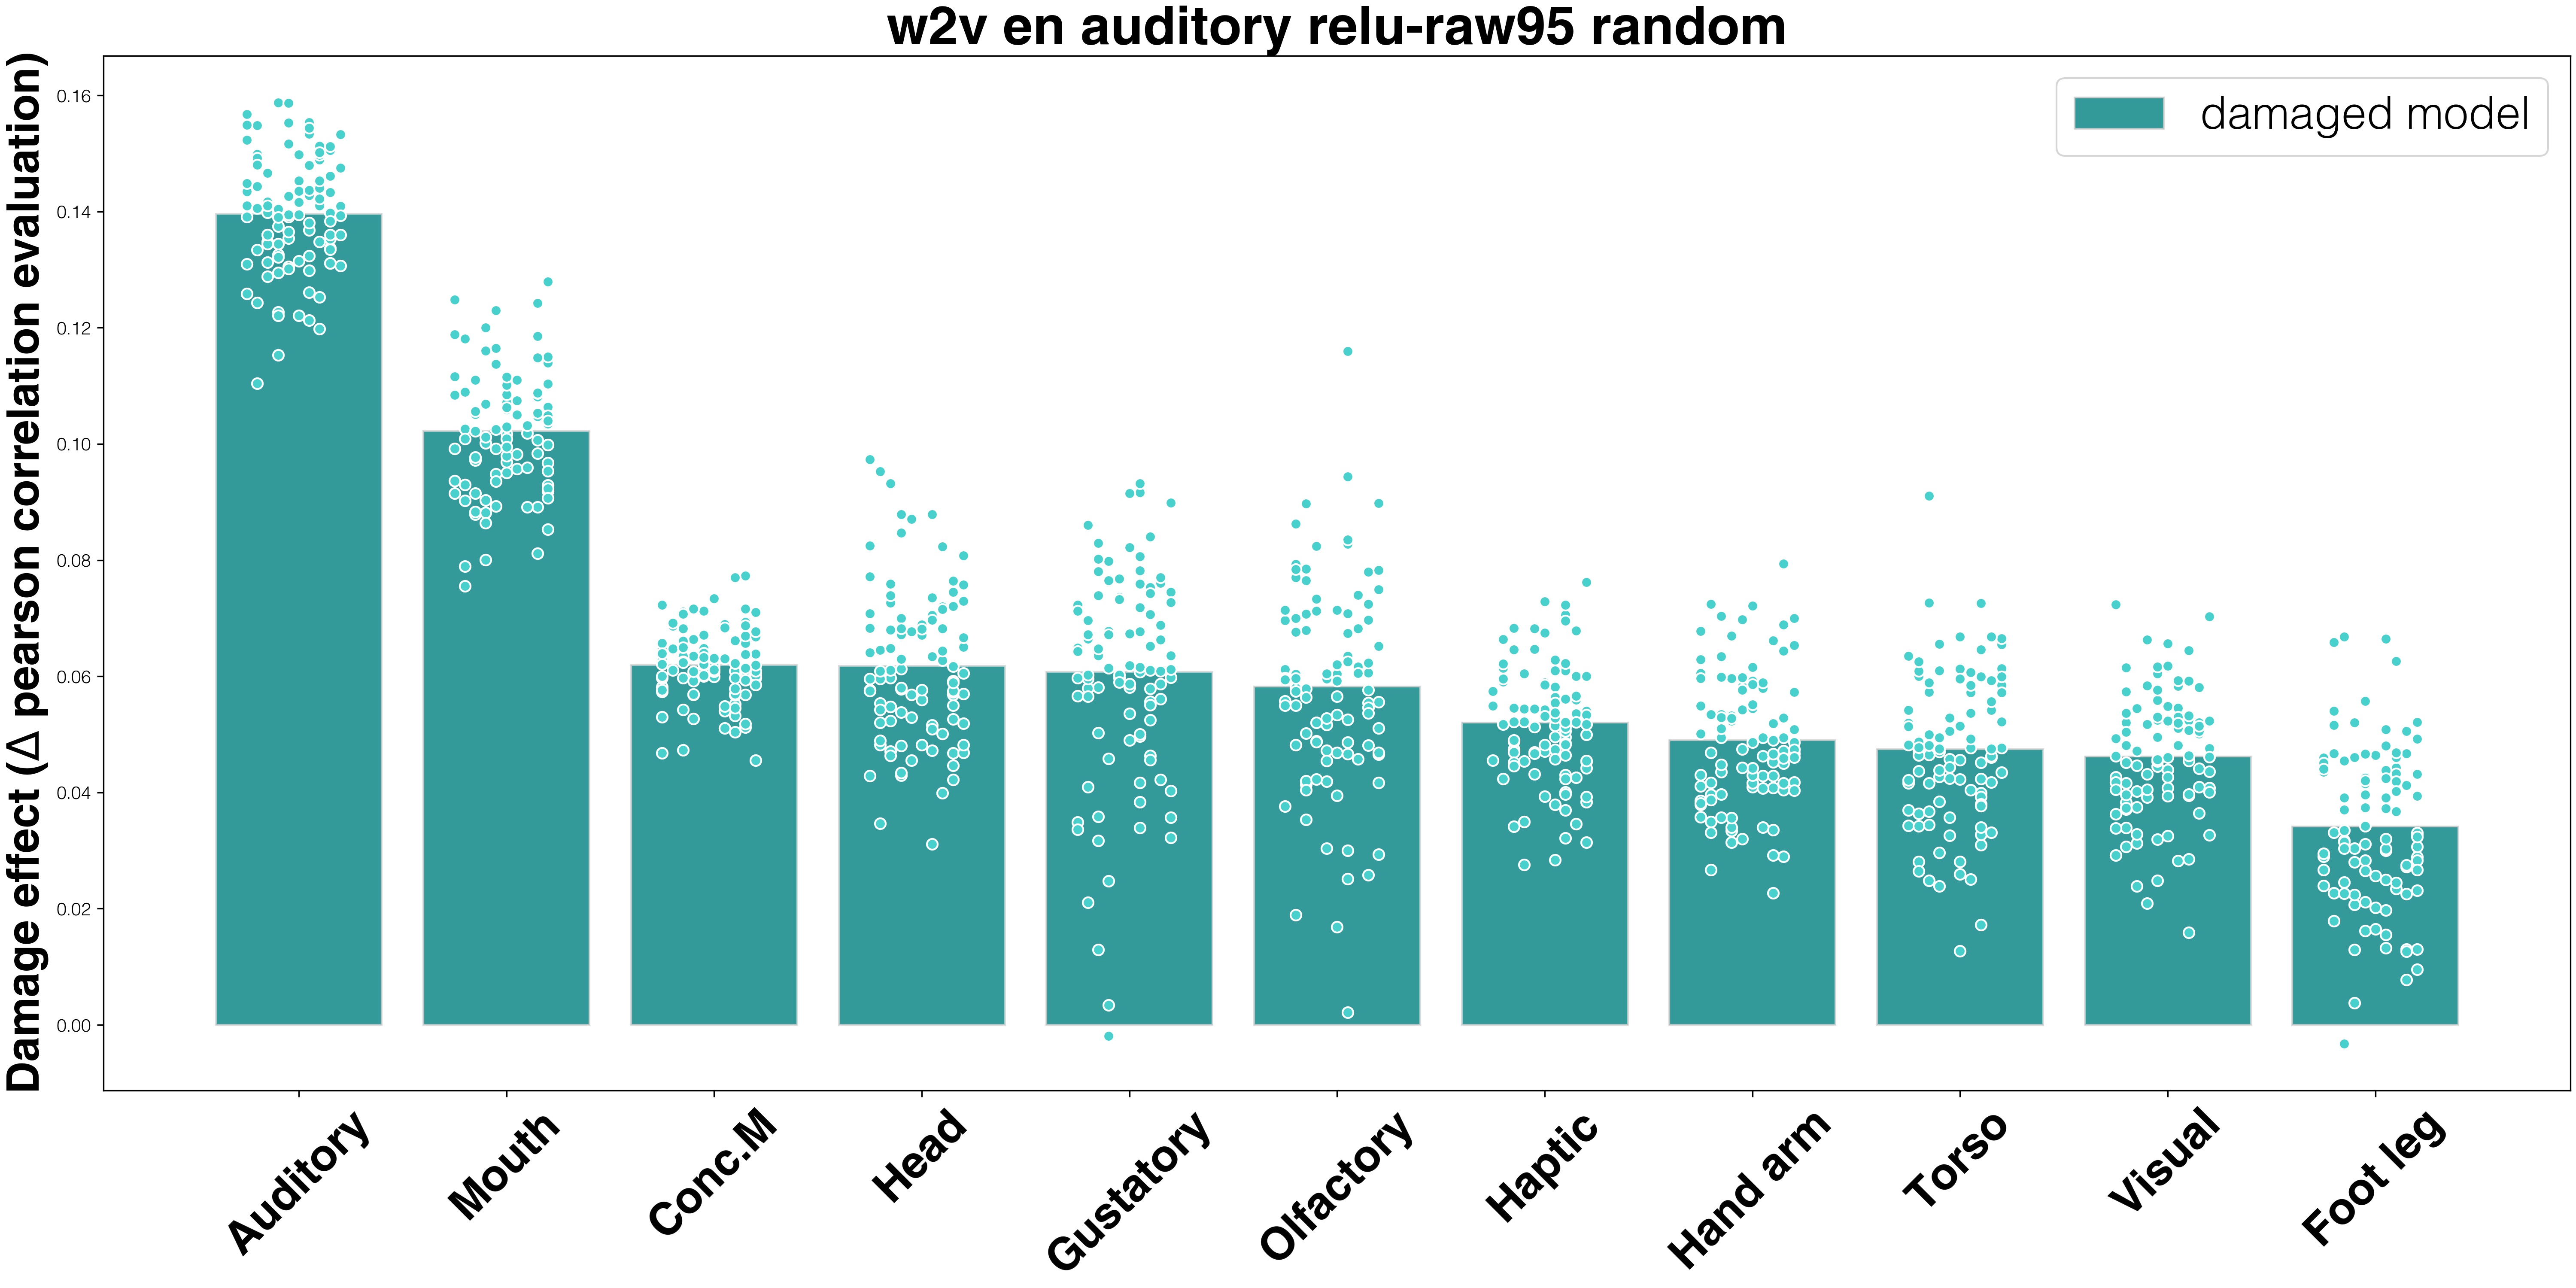 w2v en auditory relu-raw95 random
Damage effect (Δ pearson correlation evaluation)
0.16
0.14
0.12
0.10
0.08
0.06
0.04
0.02
0.00
damaged model
Auditory
Mouth
Conc.M
Head
Gustatory
Olfactory
Haptic
Hand arm
Torso
Visual
Foot leg